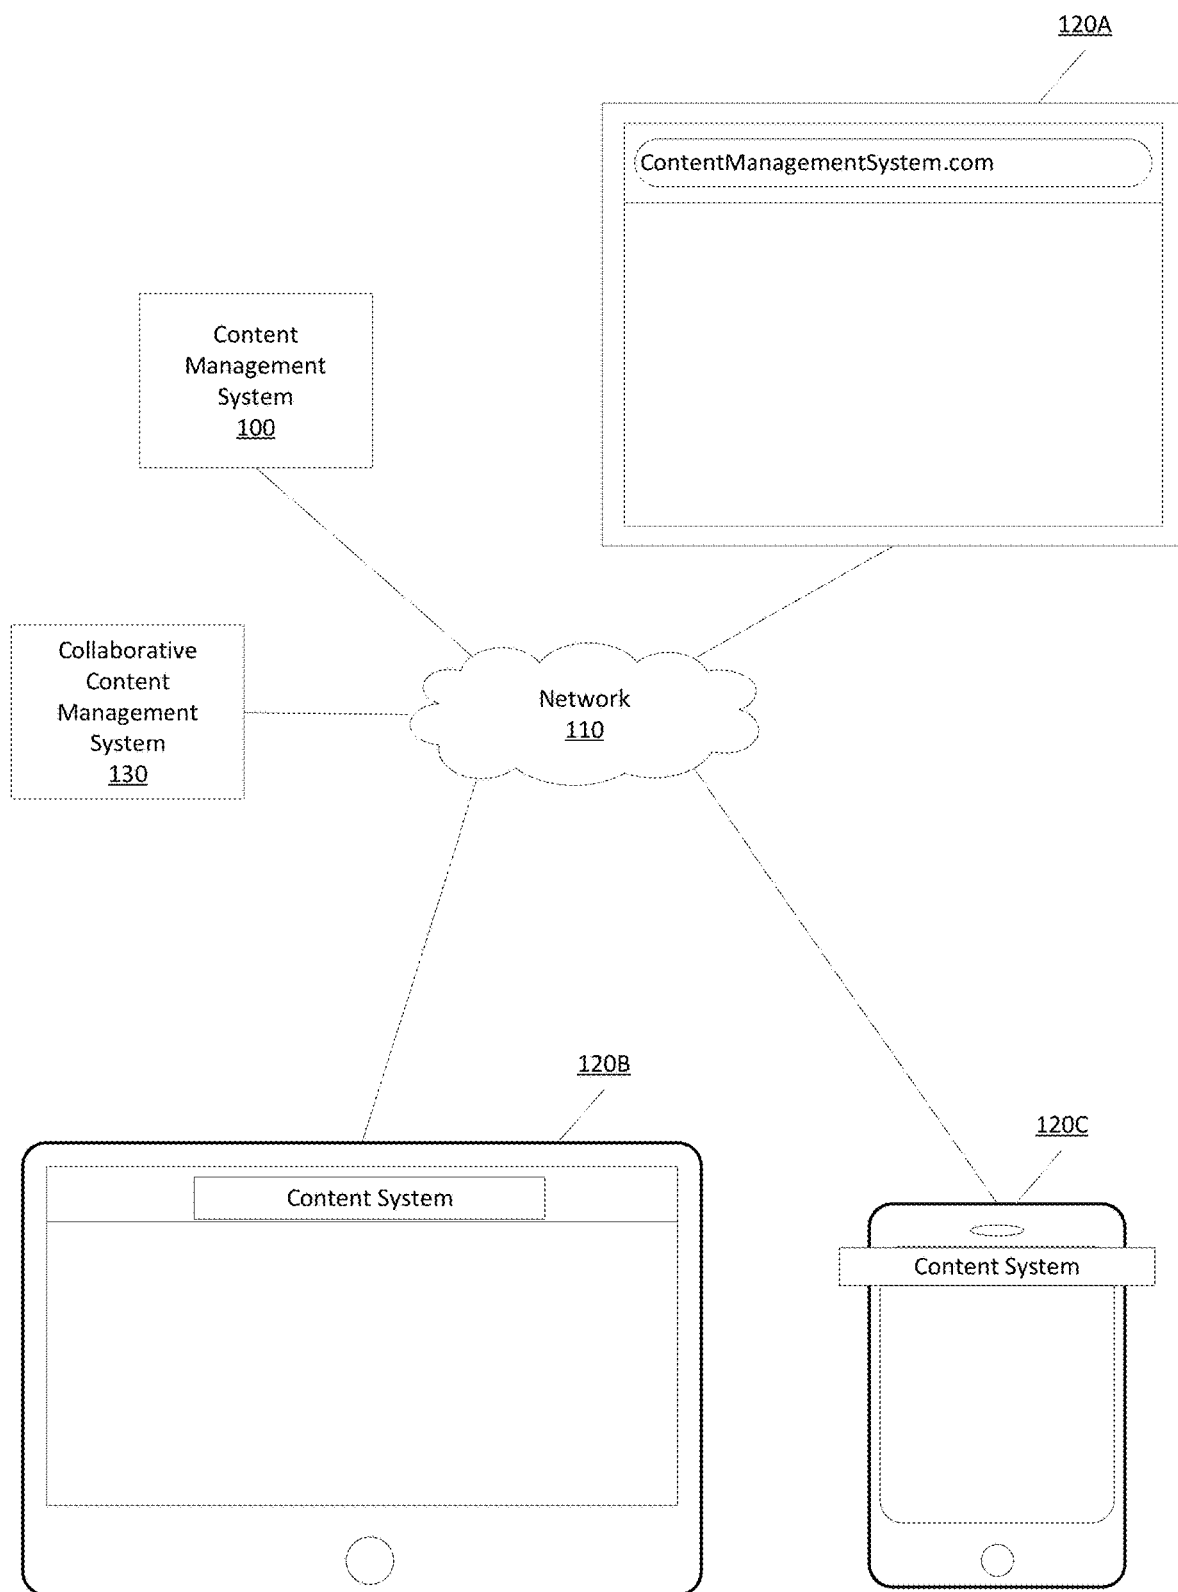 120A
ContentManagementSystem.com
Content
Management
System
100
Collaborative
Content
Management
System
130
Network
110
120B
Content System
120C
Content System